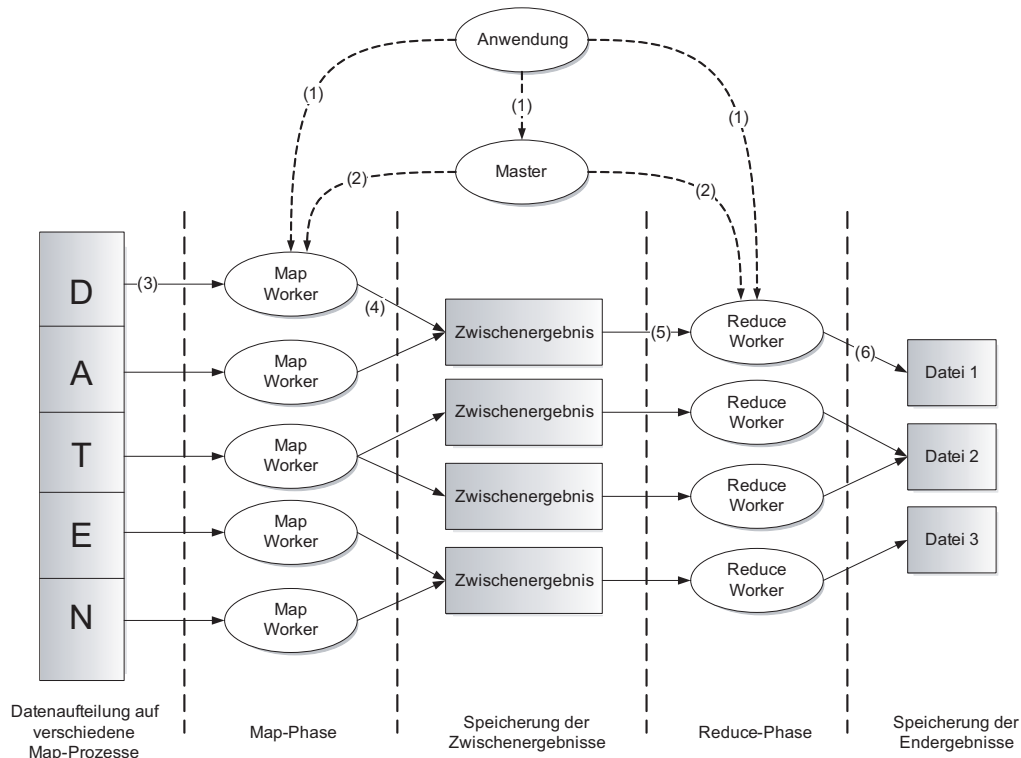 Anwendung
(1)
(1)
(1)
Master
(2)
(2)
D
A
T
E
N
(3)
Map
Worker
Map
Worker
Map
Worker
Map
Worker
Map
Worker
(4)
Zwischenergebnis
Zwischenergebnis
Zwischenergebnis
Zwischenergebnis
(5)
Reduce
Worker
Reduce
Worker
Reduce
Worker
Reduce
Worker
(6)
Datei 1
Datei 2
Datei 3
Datenaufteilung auf
verschiedene
Map-Prozesse
Map-Phase
Speicherung der
Zwischenergebnisse
Reduce-Phase
Speicherung der
Endergebnisse